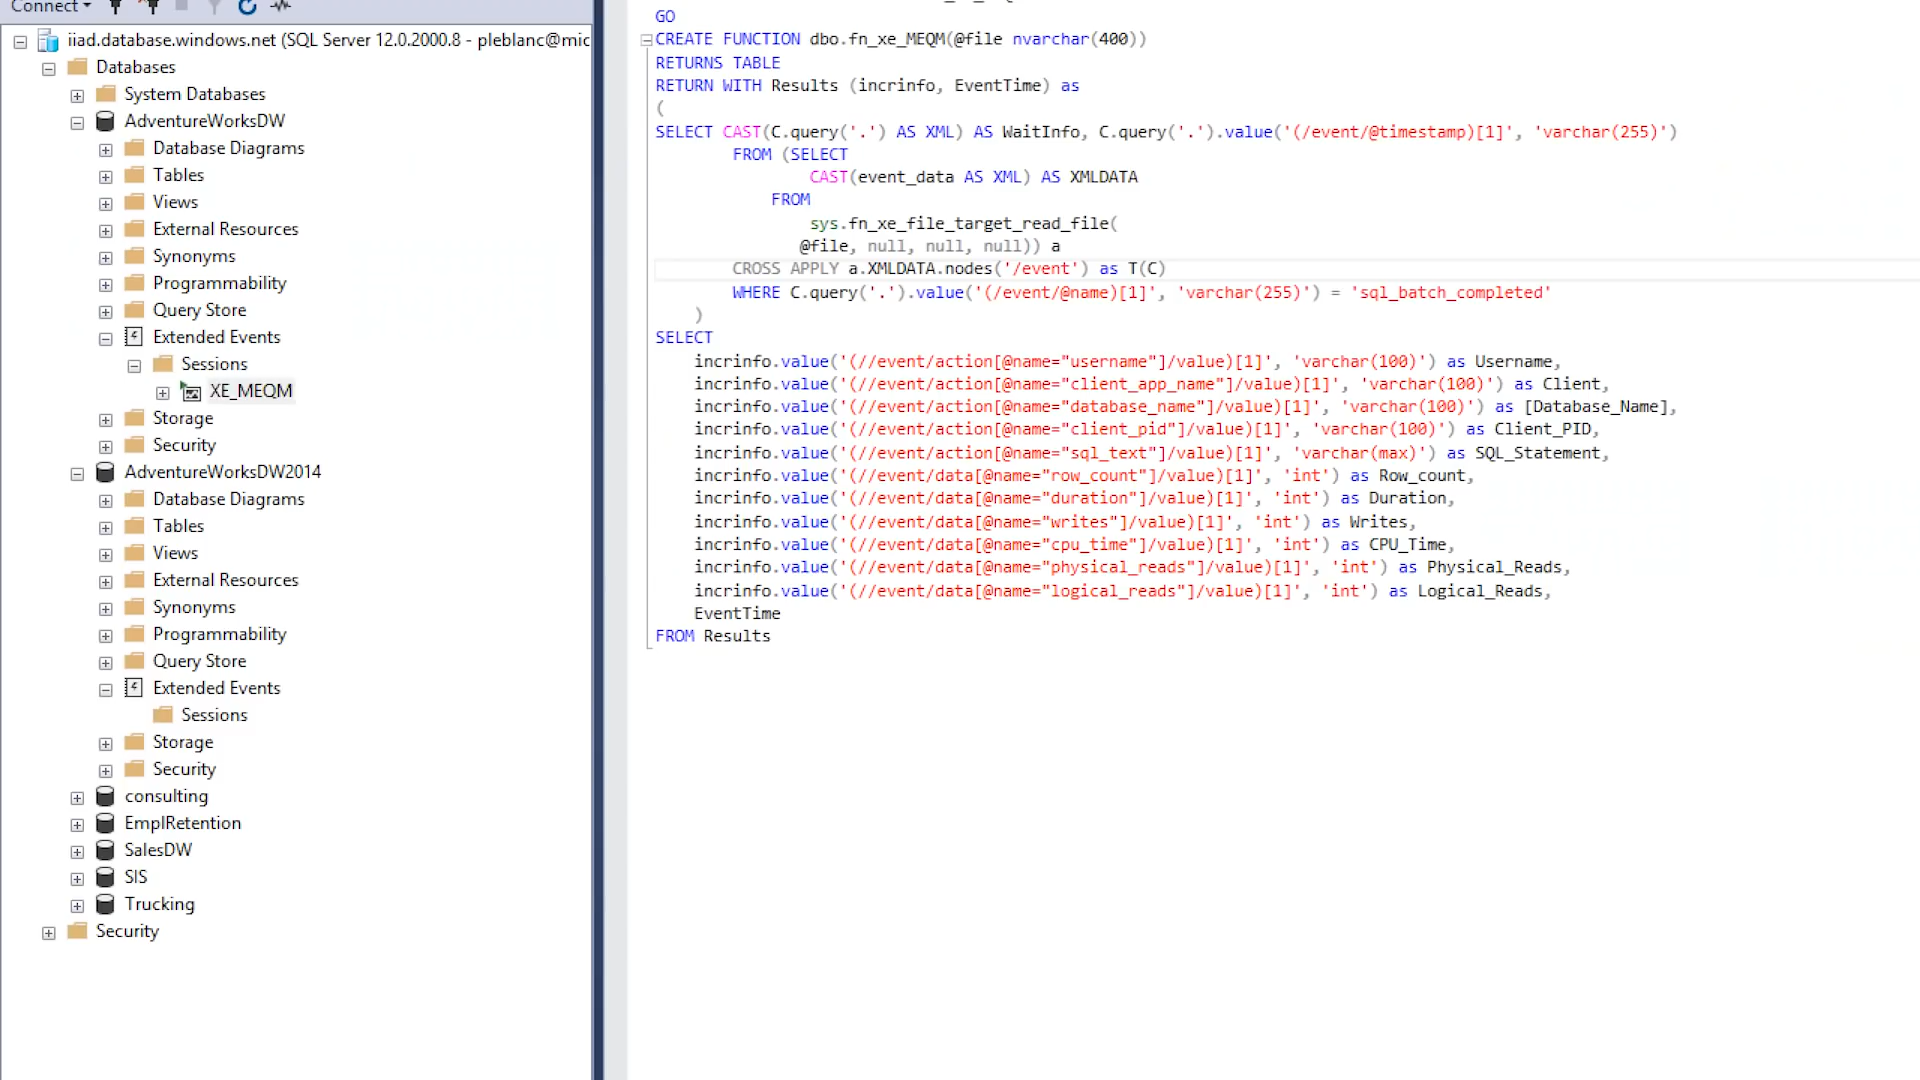 Connect
iiad.database.windows.net (SQL Server 12.0.2000.8 - pleblanc@mic
Databases
System Databases
AdventureWorksDW
Database Diagrams
Tables
Views
External Resources
Synonyms
Programmability
Query Store
Extended Events
Sessions
XE_MEQM
Storage
Security
AdventureWorksDW2014
Database Diagrams
Tables
Views
External Resources
Synonyms
Programmability
Query Store
Extended Events
Sessions
Storage
Security
consulting
EmplRetention
SalesDW
SIS
Trucking
Security
GO
CREATE FUNCTION dbo.fn_xe_MEQM(@file nvarchar(400))
RETURNS TABLE
RETURN WITH Results (incrinfo, EventTime) as
(
SELECT CAST(C.query('.') AS XML) AS WaitInfo, C.query('.').value('(/event/@timestamp)[1]', 'varchar(255)')
FROM (SELECT
CAST(event_data AS XML) AS XMLDATA
FROM
sys.fn_xe_file_target_read_file(
@file, null, null, null)) a
CROSS APPLY a.XMLDATA.nodes('/event') as T(C)
WHERE C.query('.').value('(/event/@name)[1]', 'varchar(255)') = 'sql_batch_completed'
)
SELECT
incrinfo.value('(//event/action[@name="username"]/value)[1]', 'varchar(100)') as Username,
incrinfo.value('(//event/action[@name="client_app_name"]/value)[1]', 'varchar(100)') as Client,
incrinfo.value('(//event/action[@name="database_name"]/value)[1]', 'varchar(100)') as [Database_Name],
incrinfo.value('(//event/action[@name="client_pid"]/value)[1]', 'varchar(100)') as Client_PID,
incrinfo.value('(//event/action[@name="sql_text"]/value)[1]', 'varchar(max)') as SQL_Statement,
incrinfo.value('(//event/data[@name="row_count"]/value)[1]', 'int') as Row_count,
incrinfo.value('(//event/data[@name="duration"]/value)[1]', 'int') as Duration,
incrinfo.value('(//event/data[@name="writes"]/value)[1]', 'int') as Writes,
incrinfo.value('(//event/data[@name="cpu_time"]/value)[1]', 'int') as CPU_Time,
incrinfo.value('(//event/data[@name="physical_reads"]/value)[1]', 'int') as Physical_Reads,
incrinfo.value('(//event/data[@name="logical_reads"]/value)[1]', 'int') as Logical_Reads,
EventTime
FROM Results